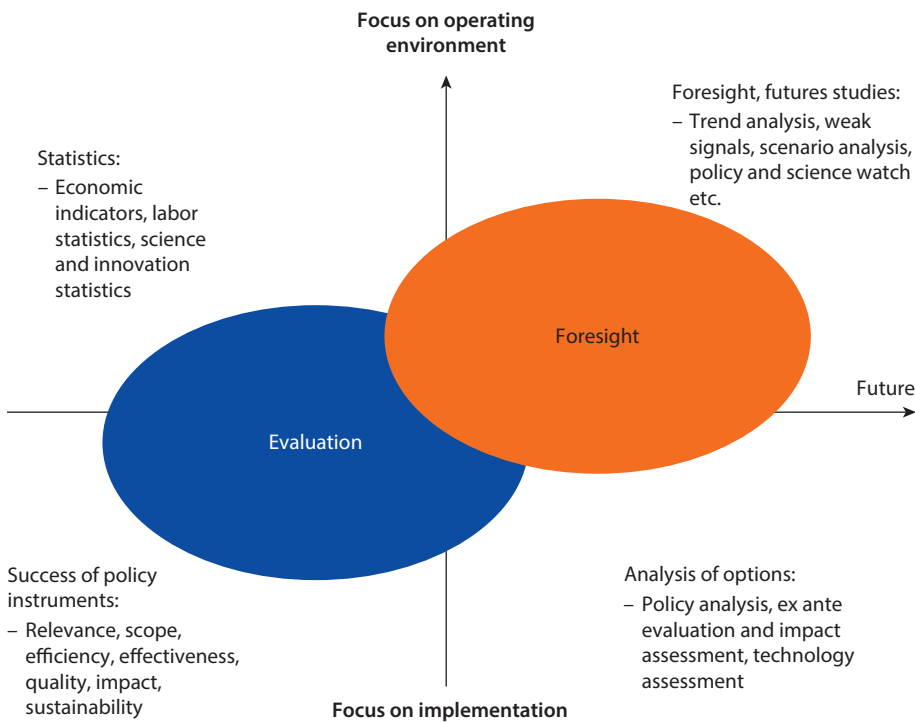 Focus on operating
environment
Foresight, futures studies:
– Trend analysis, weak
signals, scenario analysis,
policy and science watch
etc.
Statistics:
– Economic
indicators, labor
statistics, science
and innovation
statistics
Foresight
Future
Evaluation
Success of policy
instruments:
– Relevance, scope,
efficiency, effectiveness,
quality, impact,
sustainability
Analysis of options:
– Policy analysis, ex ante
evaluation and impact
assessment, technology
assessment
Focus on implementation